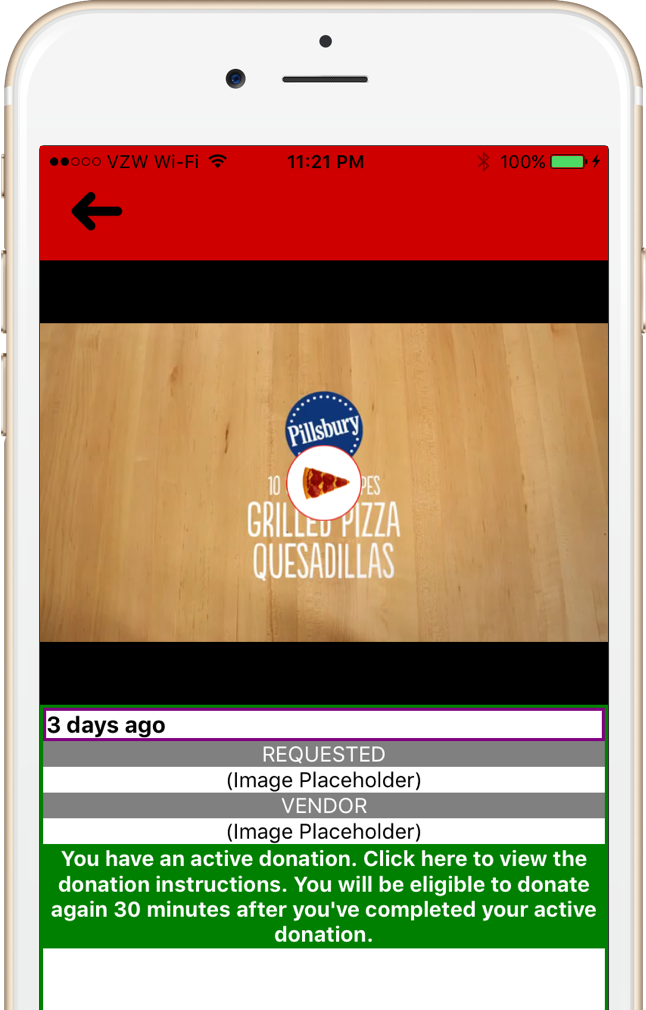 VZW Wi-Fi 11:21 PM 100%
Pillsbury
10 PES
GRILLED PIZZA
QUESADILLAS
3 days ago
REQUESTED
(Image Placeholder)
VENDOR
(Image Placeholder)
You have an active donation. Click here to view the
donation instructions. You will be eligible to donate
again 30 minutes after you've completed your active
donation.